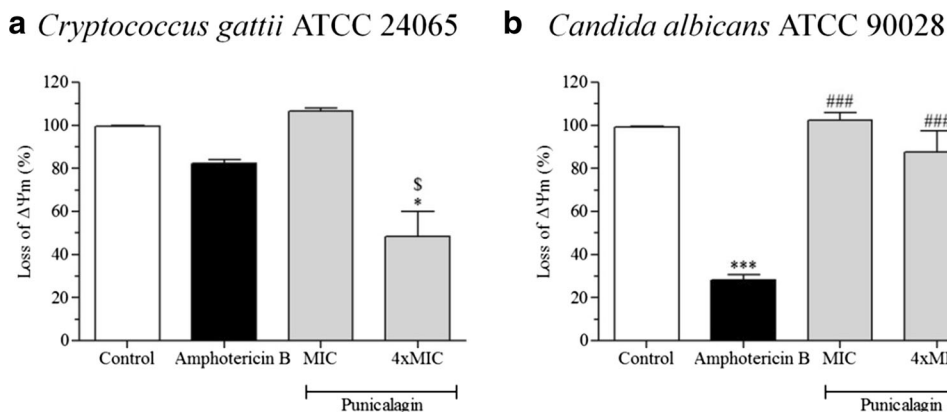 a Cryptococcus gattii ATCC 24065
120
100
80
60
40
20
0
Loss of ΔΨm (%)
$
*
Control Amphotericin B MIC 4xMIC
Punicalagin
b Candida albicans ATCC 90028
120
100
80
60
40
20
0
Loss of ΔΨm (%)
***
###
###
Control Amphotericin B MIC 4xMI
Punicalagin